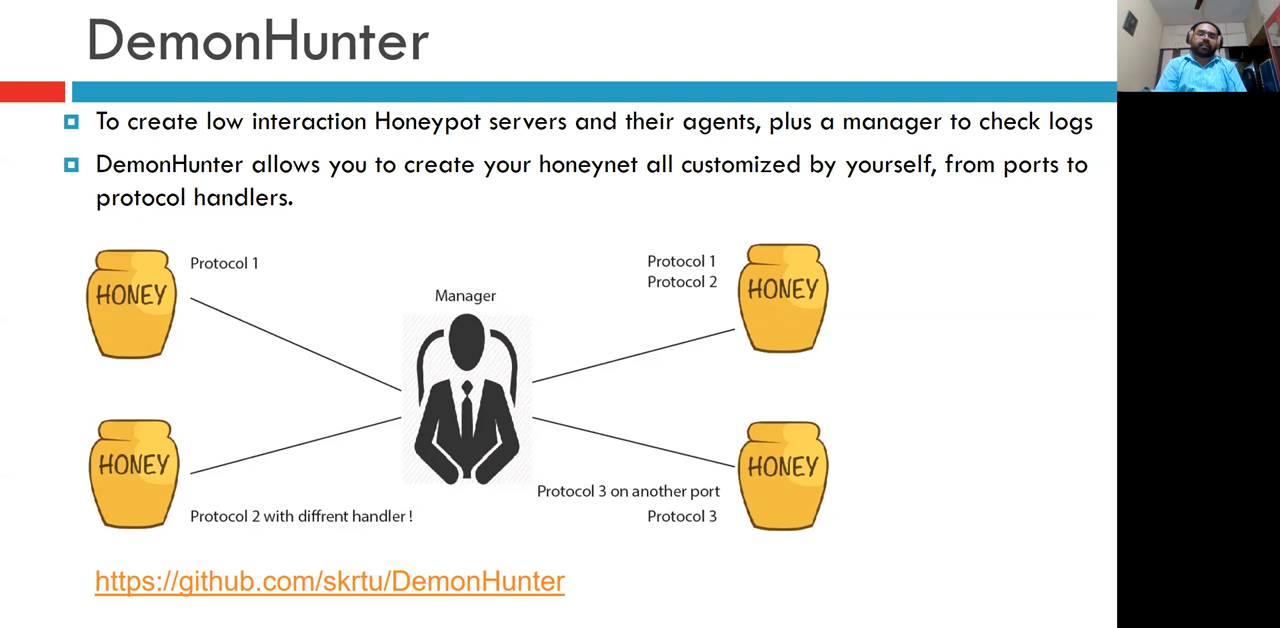 DemonHunter
To create low interaction Honeypot servers and their agents, plus a manager to check logs
DemonHunter allows you to create your honeynet all customized by yourself, from ports to
protocol handlers.
HONEY
Protocol 1
Manager
Protocol 1
Protocol 2
HONEY
HONEY
Protocol 2 with diffrent handler !
Protocol 3 on another port
Protocol 3
HONEY
https://github.com/skrtu/DemonHunter